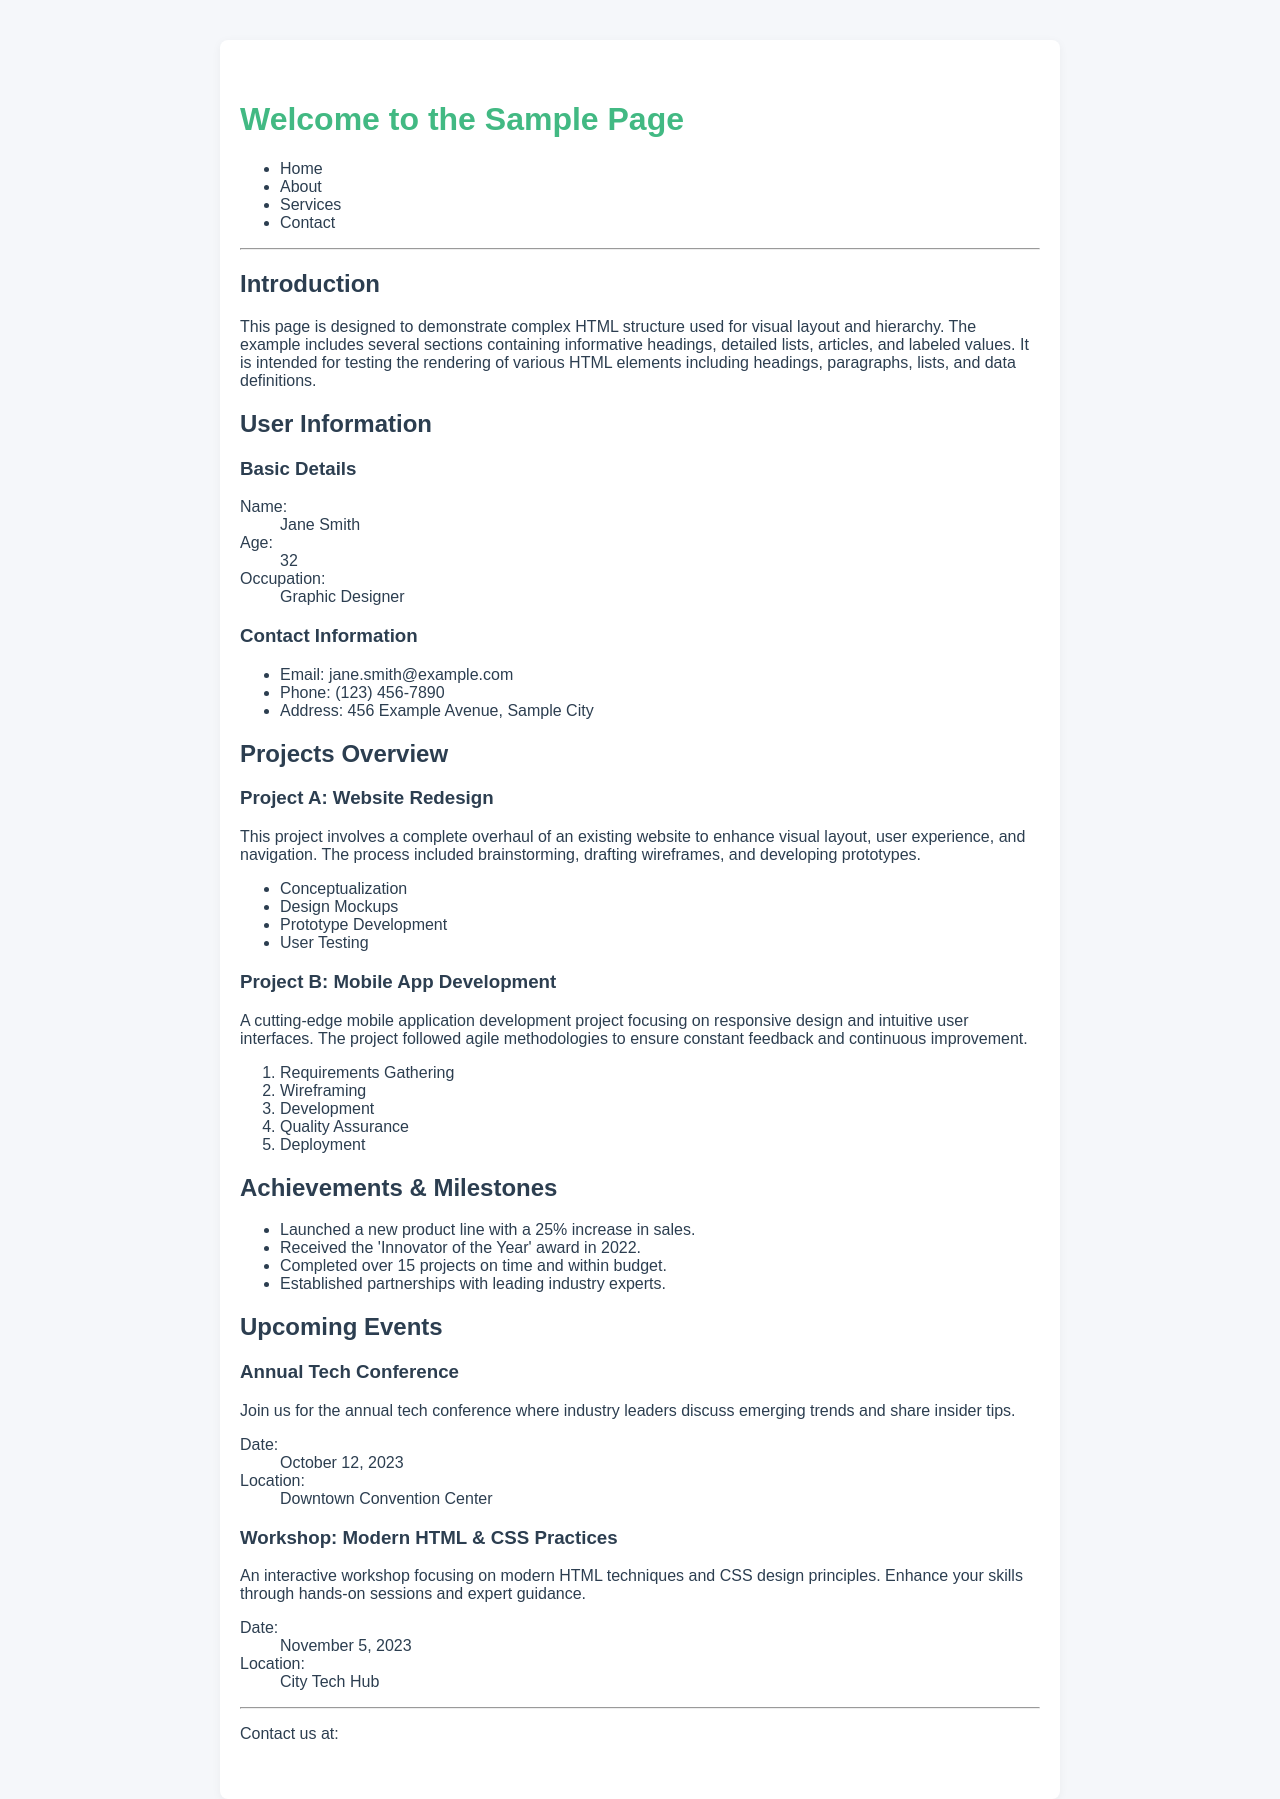 Welcome to the Sample Page
Home
About
Services
Contact
Introduction
This page is designed to demonstrate complex HTML structure used for visual layout and hierarchy. The
example includes several sections containing informative headings, detailed lists, articles, and labeled values. It
is intended for testing the rendering of various HTML elements including headings, paragraphs, lists, and data
definitions.
User Information
Basic Details
Name:
Jane Smith
Age:
32
Occupation:
Graphic Designer
Contact Information
Email: jane.smith@example.com
Phone: (123) 456-7890
Address: 456 Example Avenue, Sample City
Projects Overview
Project A: Website Redesign
This project involves a complete overhaul of an existing website to enhance visual layout, user experience, and
navigation. The process included brainstorming, drafting wireframes, and developing prototypes.
Conceptualization
Design Mockups
Prototype Development
User Testing
Project B: Mobile App Development
A cutting-edge mobile application development project focusing on responsive design and intuitive user
interfaces. The project followed agile methodologies to ensure constant feedback and continuous improvement.
1. Requirements Gathering
2. Wireframing
3. Development
4. Quality Assurance
5. Deployment
Achievements & Milestones
Launched a new product line with a 25% increase in sales.
Received the 'Innovator of the Year' award in 2022.
Completed over 15 projects on time and within budget.
Established partnerships with leading industry experts.
Upcoming Events
Annual Tech Conference
Join us for the annual tech conference where industry leaders discuss emerging trends and share insider tips.
Date:
October 12, 2023
Location:
Downtown Convention Center
Workshop: Modern HTML & CSS Practices
An interactive workshop focusing on modern HTML techniques and CSS design principles. Enhance your skills
through hands-on sessions and expert guidance.
Date:
November 5, 2023
Location:
City Tech Hub
Contact us at: